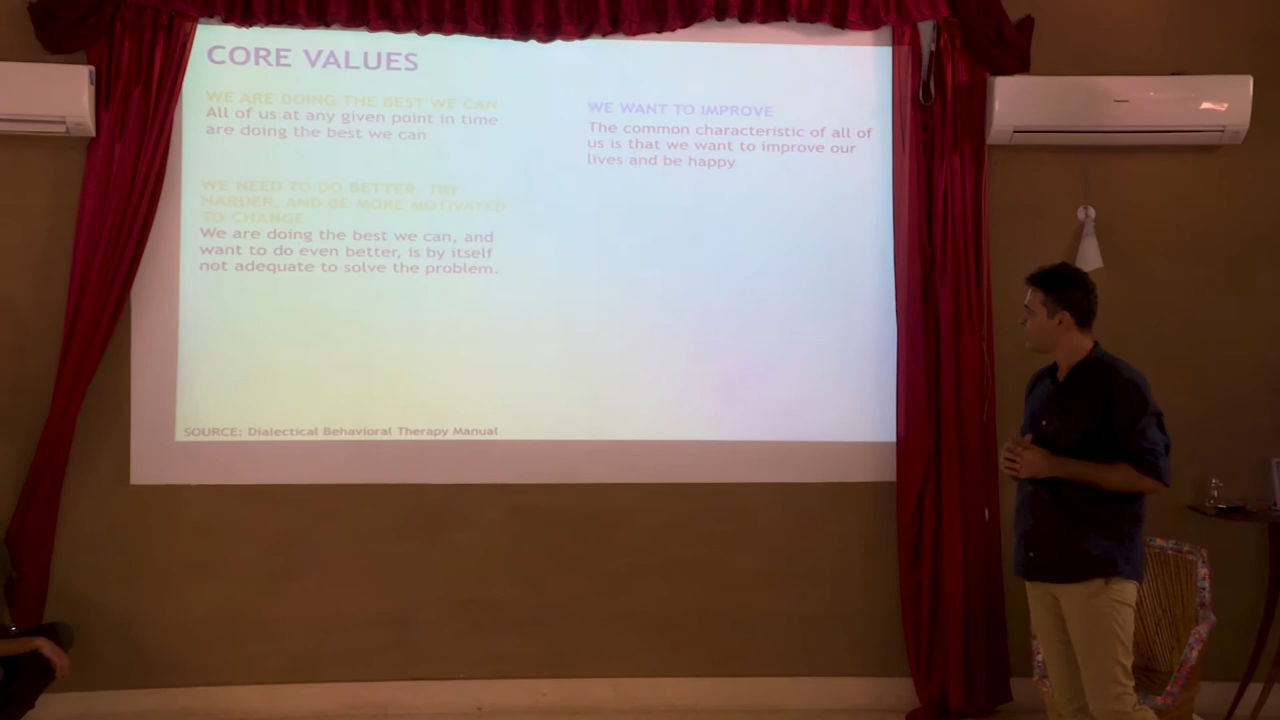 CORE VALUES
WE ARE DOING THE BEST WE CAN
All of us at any given point in time
are doing the best we can
WE NEED TO DO BETTER, TRY
HARDER, AND BE MORE MOTIVATED
TO CHANGE
We are doing the best we can, and
want to do even better, is by itself
not adequate to solve the problem.
WE WANT TO IMPROVE
The common characteristic of all of
us is that we want to improve our
lives and be happy
SOURCE: Dialectical Behavioral Therapy Manual